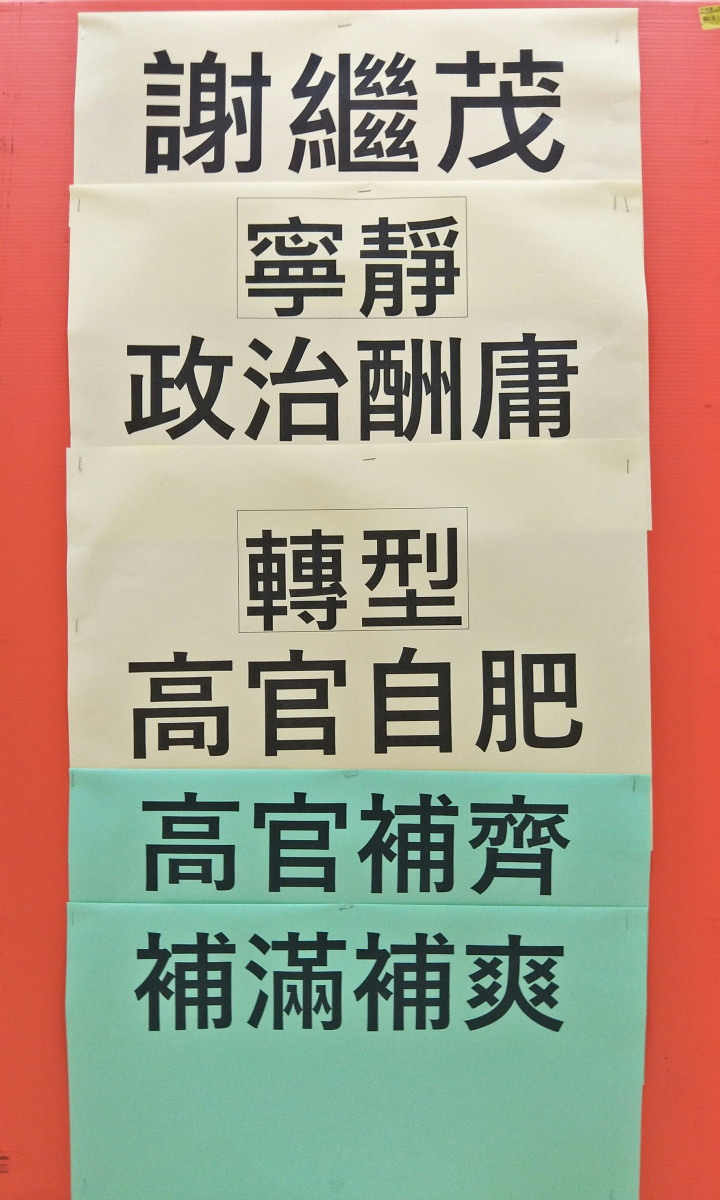 謝繼茂
寧靜
政治酬庸
轉型
高官自肥
高官補齊
補滿補爽